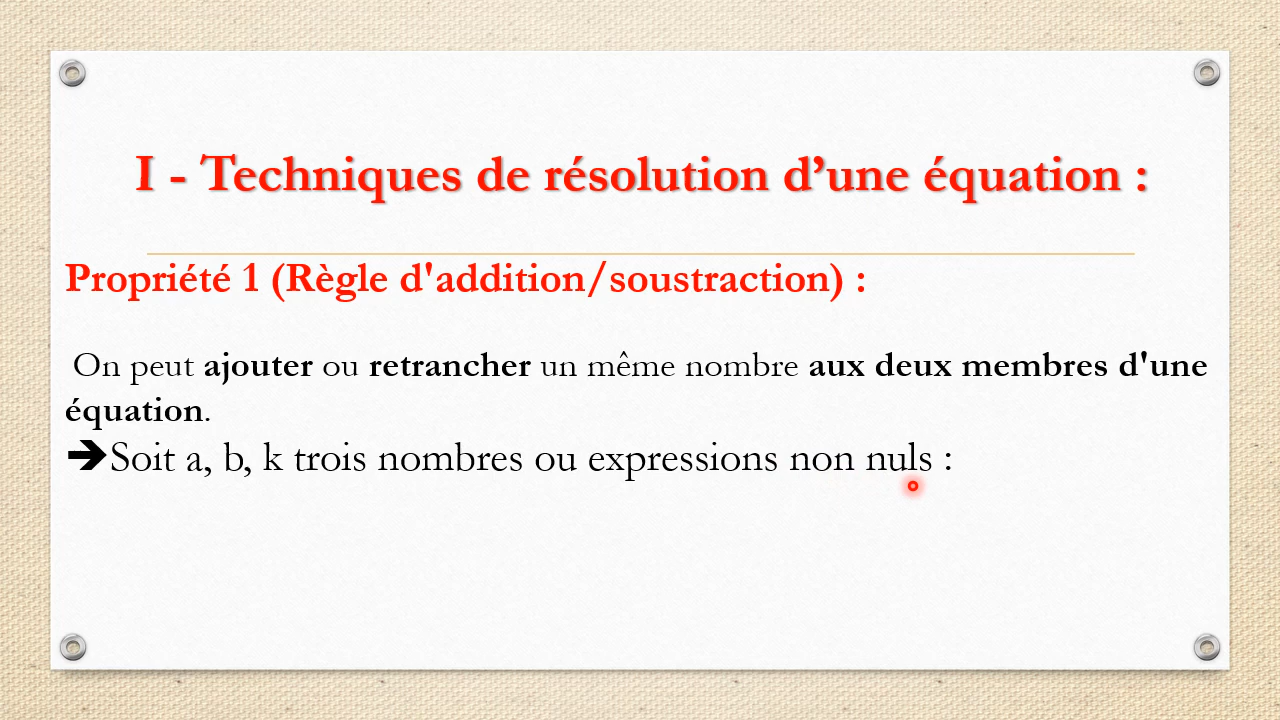 I - Techniques de résolution d’une équation :
Propriété 1 (Règle d'addition/soustraction) :
On peut ajouter ou retrancher un même nombre aux deux membres d'une
équation.
➔Soit a, b, k trois nombres ou expressions non nuls :